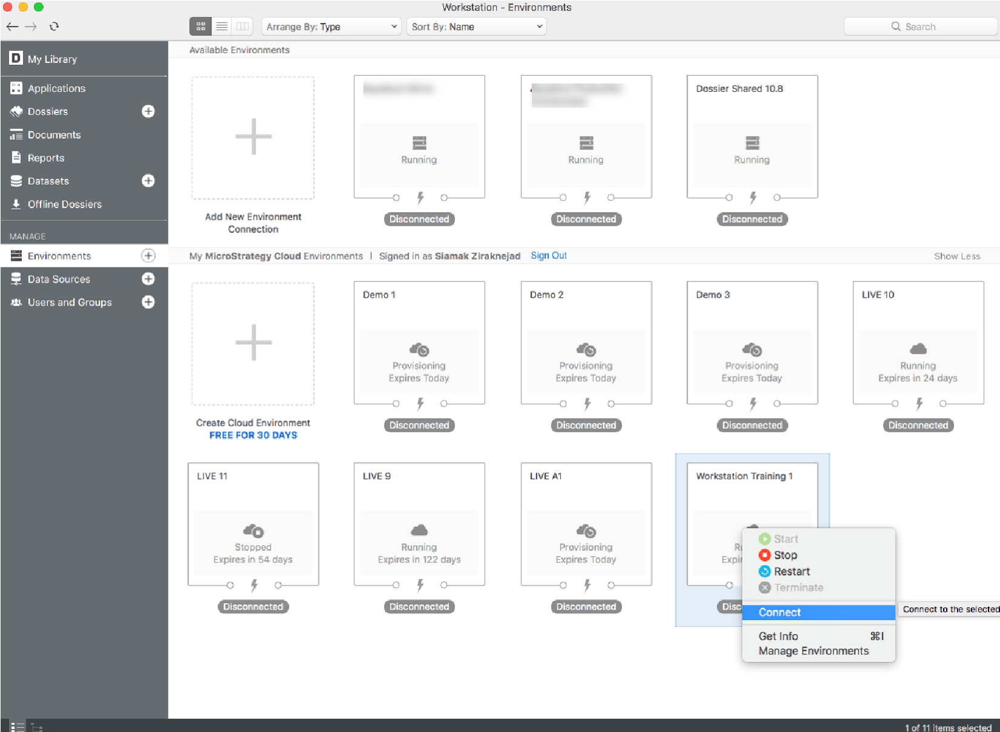 Workstation - Environments
Arrange By: Type
Sort By: Name
Search
My Library
Applications
Dossiers
Documents
Reports
Datasets
Offline Dossiers
MANAGE
Environments
Data Sources
Users and Groups
Available Environments
Dossier Shared 10.8
Running
Running
Running
Add New Environment
Connection
Disconnected
Disconnected
Disconnected
My MicroStrategy Cloud Environments | Signed in as Siamak Ziraknejad Sign Out
Show Less
Demo 1
Demo 2
Demo 3
LIVE 10
Provisioning
Expires Today
Provisioning
Expires Today
Provisioning
Expires Today
Running
Expires in 24 days
Create Cloud Environment
FREE FOR 30 DAYS
Disconnected
Disconnected
Disconnected
Disconnected
LIVE 11
LIVE 9
LIVE A1
Workstation Training 1
Stopped
Expires in 54 days
Running
Expires in 122 days
Provisioning
Expires Today
Disconnected
Disconnected
Disconnected
Start
Stop
Restart
Terminate
Connect
Connect to the selected
Get Info ⌘I
Manage Environments
1 of 11 items selected